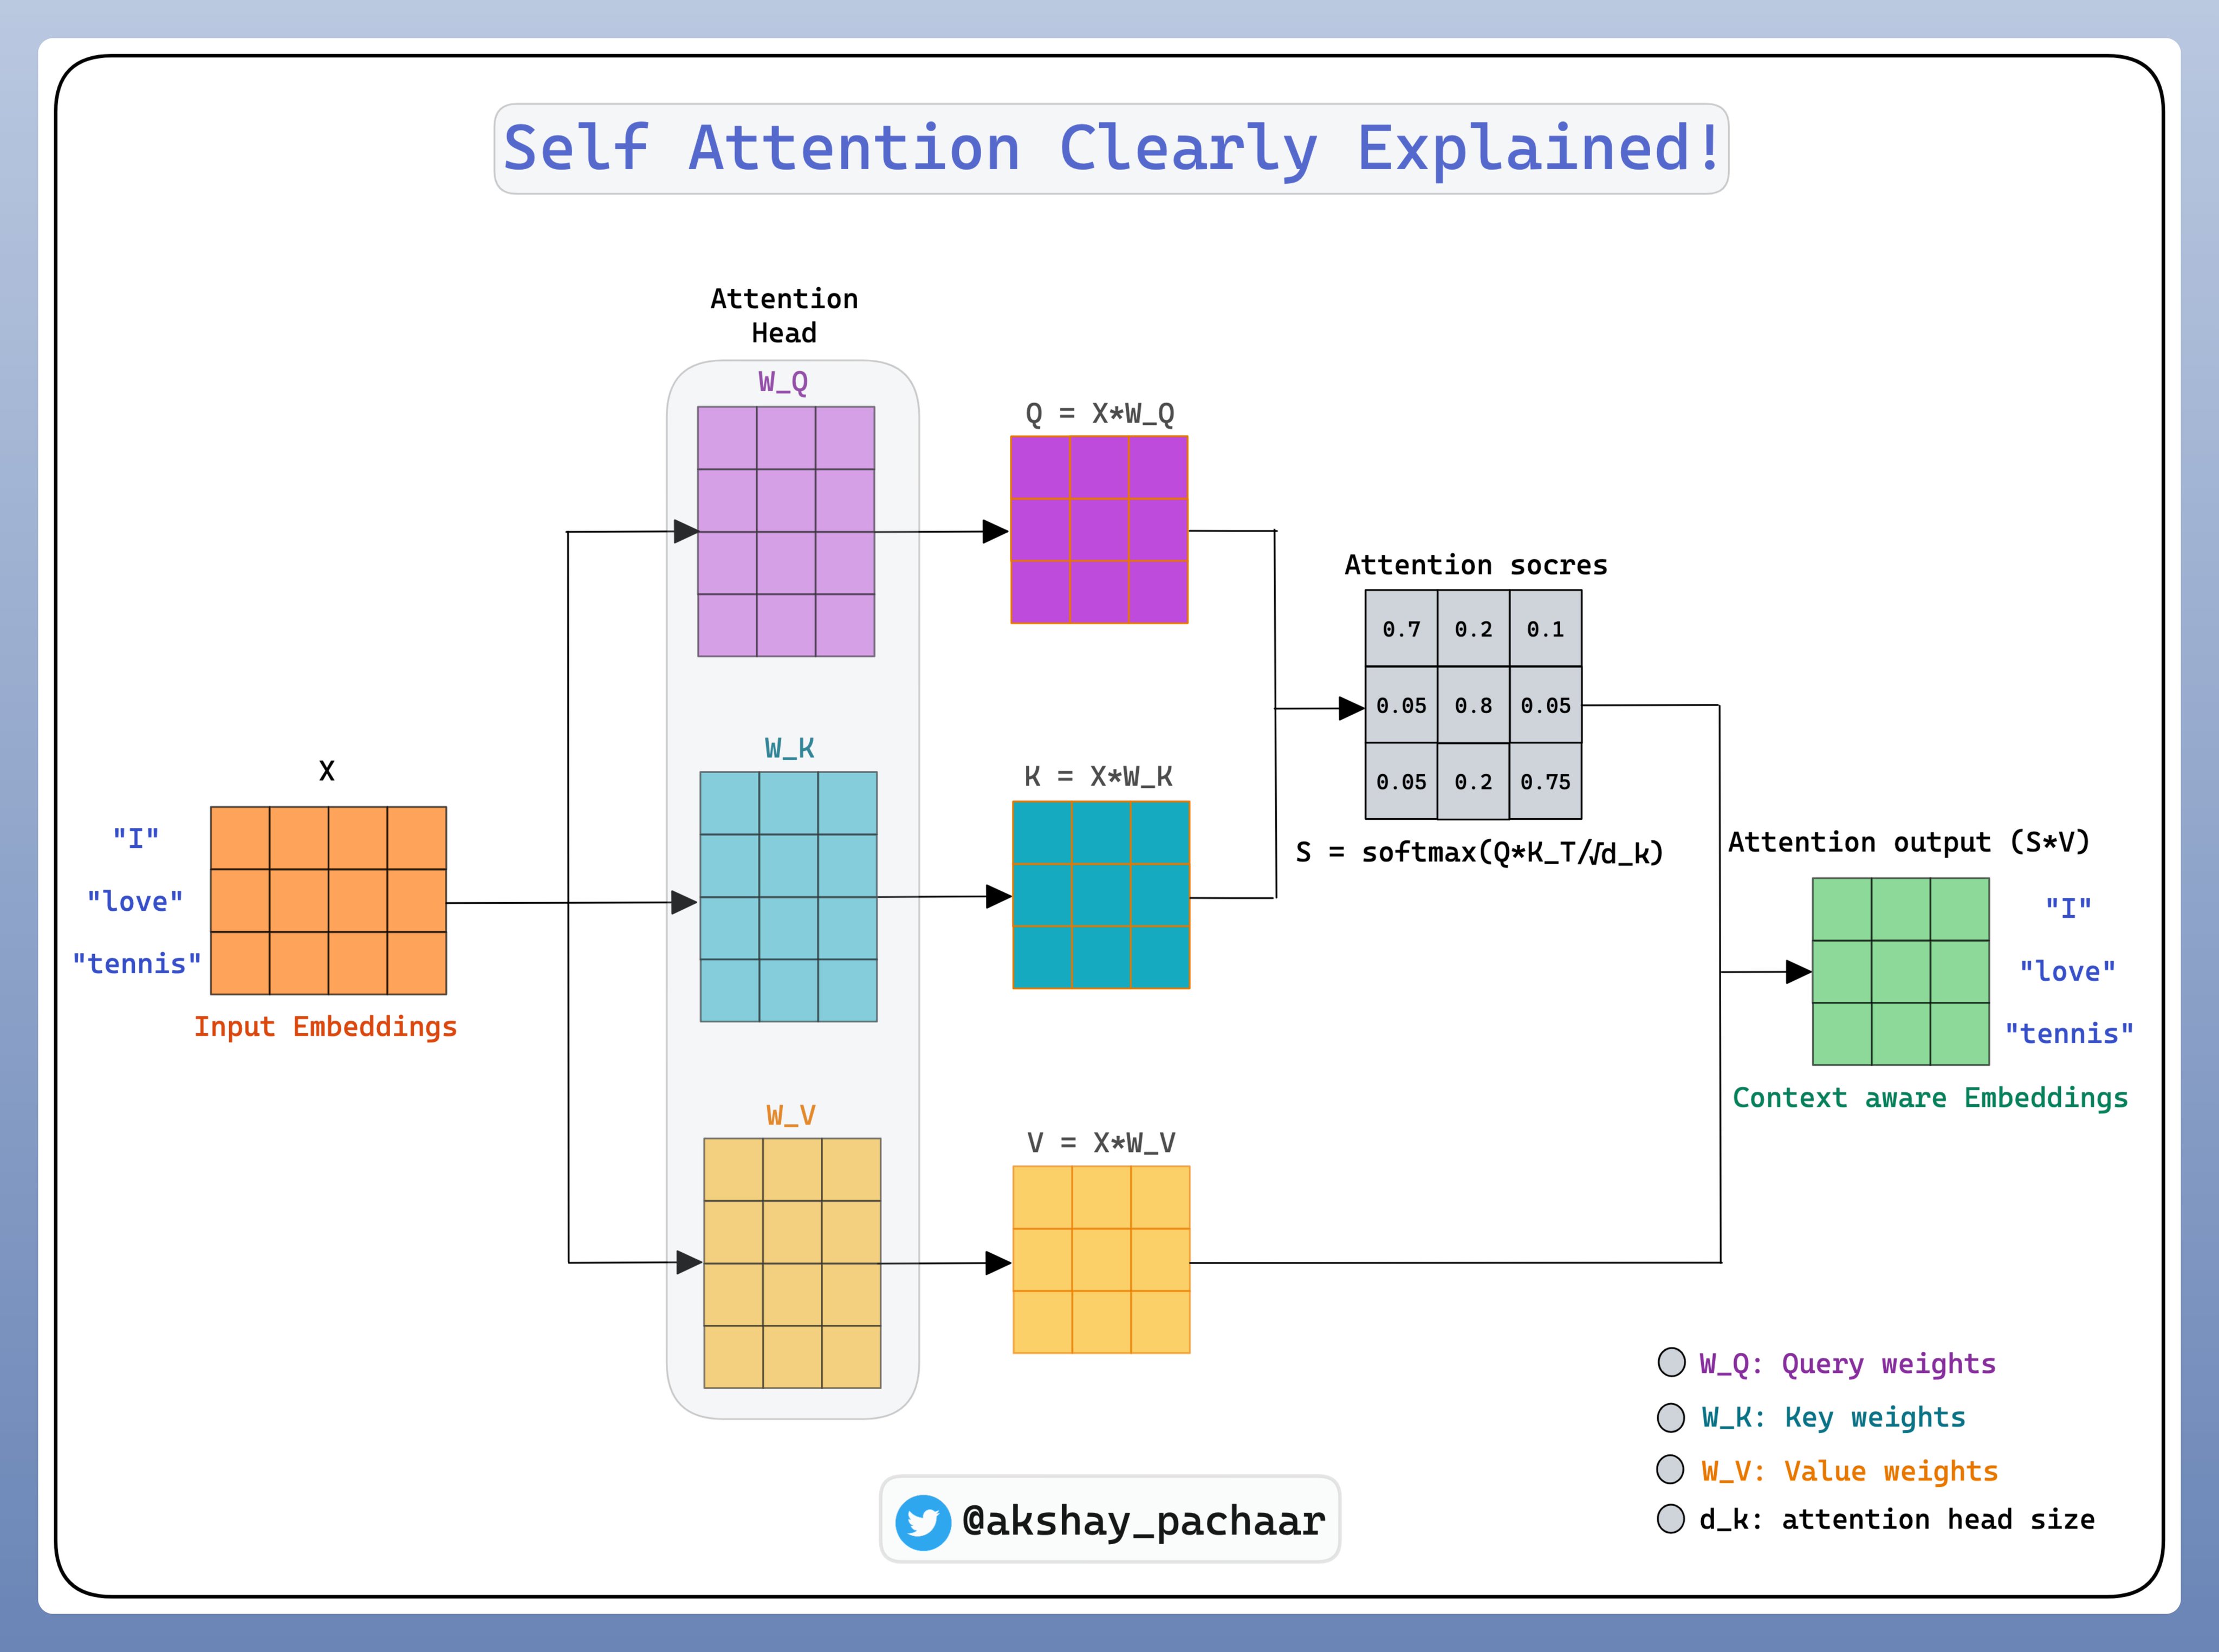 Self Attention Clearly Explained!
Attention
Head
W_Q
Q = X*W_Q
Attention socres
0.7 0.2 0.1
0.05 0.8 0.05
0.05 0.2 0.75
S = softmax(Q*K_T/√d_k)
W_K
K = X*W_K
X
"I"
"love"
"tennis"
Input Embeddings
Attention output (S*V)
"I"
"love"
"tennis"
Context aware Embeddings
W_V
V = X*W_V
W_Q: Query weights
W_K: Key weights
W_V: Value weights
d_k: attention head size
@akshay_pachaar